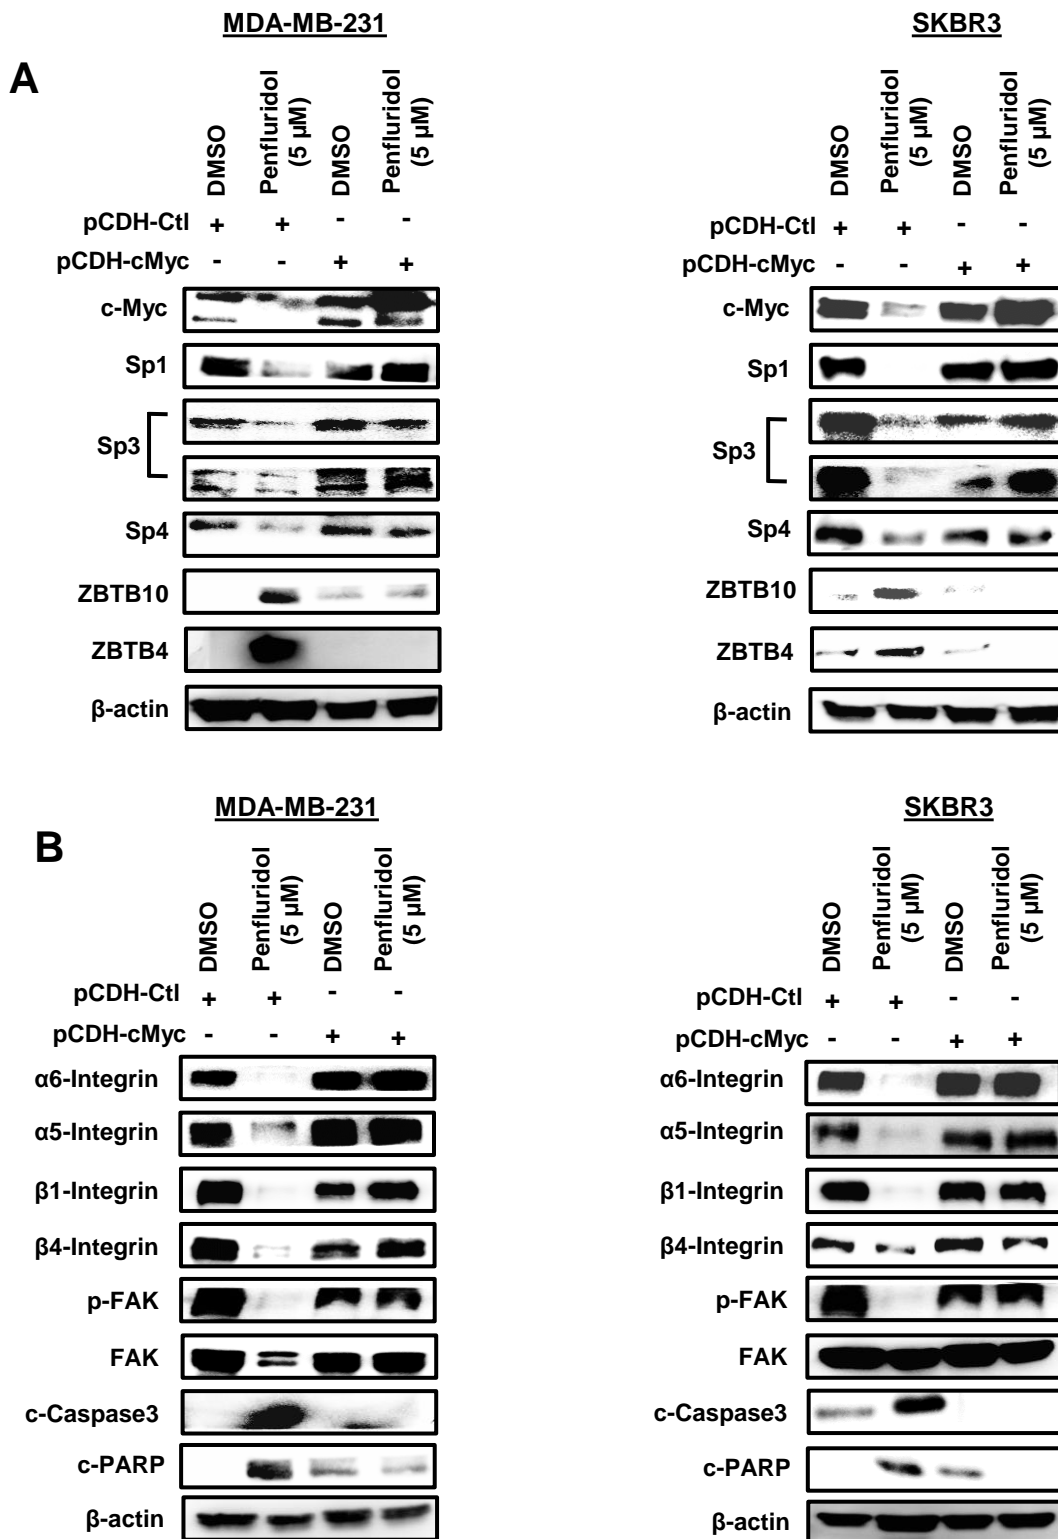 MDA-MB-231
SKBR3
A
DMSO
Penfluridol
(5 µM)
DMSO
Penfluridol
(5 µM)
DMSO
Penfluridol
(5 µM)
DMSO
Penfluridol
(5 µM)
pCDH-Ctl + + - -
pCDH-Ctl + + - -
pCDH-cMyc - - + +
pCDH-cMyc - - + +
c-Myc
c-Myc
Sp1
Sp1
Sp3
Sp3
Sp4
Sp4
ZBTB10
ZBTB10
ZBTB4
ZBTB4
β-actin
β-actin
MDA-MB-231
SKBR3
B
DMSO
Penfluridol
(5 µM)
DMSO
Penfluridol
(5 µM)
DMSO
Penfluridol
(5 µM)
DMSO
Penfluridol
(5 µM)
pCDH-Ctl + + - -
pCDH-Ctl + + - -
pCDH-cMyc - - + +
pCDH-cMyc - - + +
α6-Integrin
α6-Integrin
α5-Integrin
α5-Integrin
β1-Integrin
β1-Integrin
β4-Integrin
β4-Integrin
p-FAK
p-FAK
FAK
FAK
c-Caspase3
c-Caspase3
c-PARP
c-PARP
β-actin
β-actin